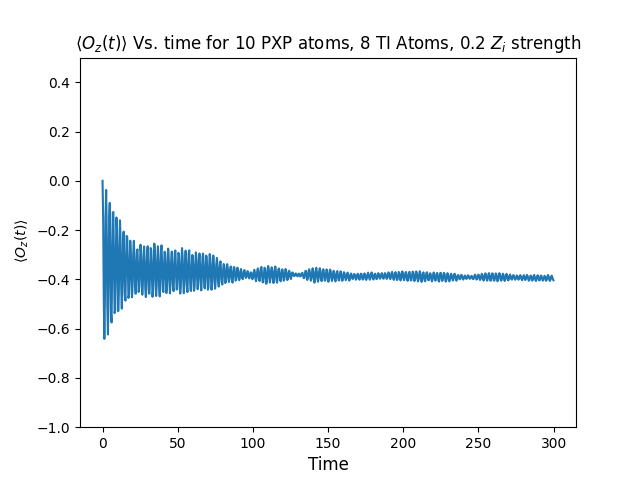 ⟨O_z(t)⟩ Vs. time for 10 PXP atoms, 8 TI Atoms, 0.2 Z_i strength
0.4
0.2
0.0
−0.2
−0.4
−0.6
−0.8
−1.0
⟨O_z(t)⟩
0 50 100 150 200 250 300
Time